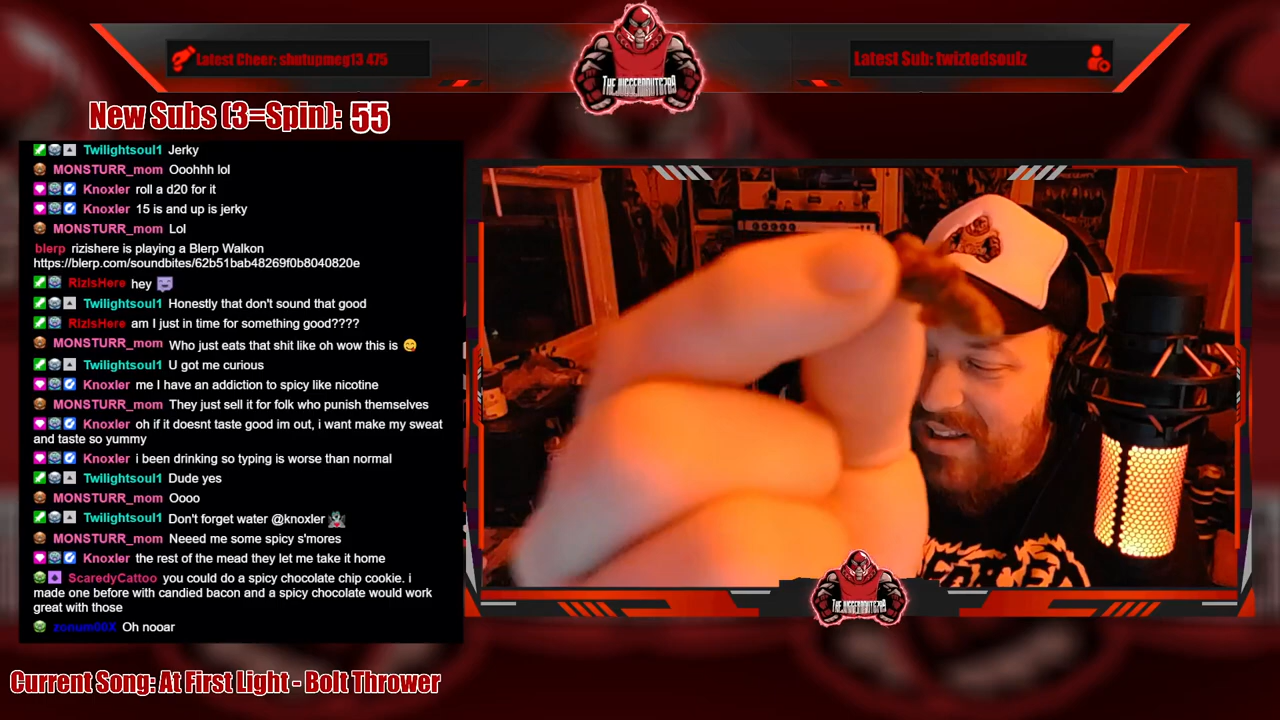 Latest Cheer: shutupmeg13 475
THEJUGGERNAUT6789
Latest Sub: twiztedsoulz
New Subs (3=Spin): 55
Twilightsoul1 Jerky
MONSTURR_mom Ooohhh lol
Knoxler roll a d20 for it
Knoxler 15 is and up is jerky
MONSTURR_mom Lol
blerp rizishere is playing a Blerp Walkon
https://blerp.com/soundbites/62b51bab48269f0b8040820e
RizIsHere hey
Twilightsoul1 Honestly that don't sound that good
RizIsHere am I just in time for something good????
MONSTURR_mom Who just eats that shit like oh wow this is
Twilightsoul1 U got me curious
Knoxler me I have an addiction to spicy like nicotine
MONSTURR_mom They just sell it for folk who punish themselves
Knoxler oh if it doesnt taste good im out, i want make my sweat
and taste so yummy
Knoxler i been drinking so typing is worse than normal
Twilightsoul1 Dude yes
MONSTURR_mom Oooo
Twilightsoul1 Don't forget water @knoxler
MONSTURR_mom Neeed me some spicy s'mores
Knoxler the rest of the mead they let me take it home
ScaredyCattoo you could do a spicy chocolate chip cookie. i
made one before with candied bacon and a spicy chocolate would work
great with those
zonum00X Oh nooar
THEJUGGERNAUT6789
Current Song: At First Light - Bolt Thrower